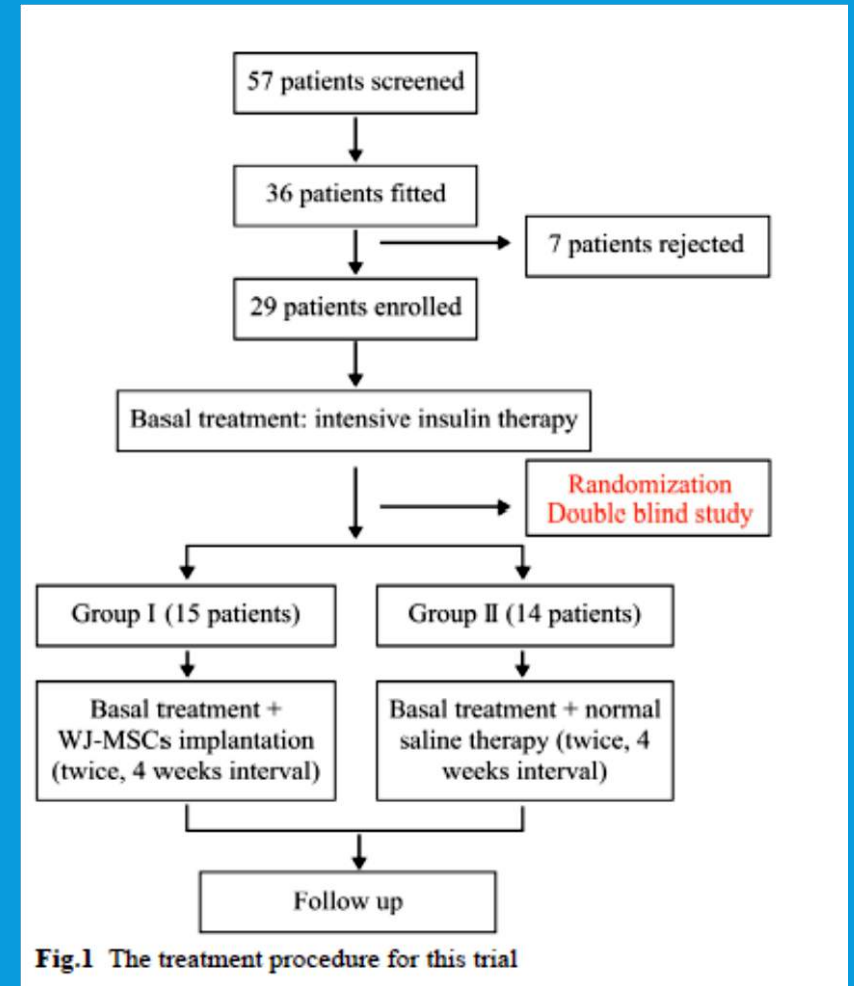 57 patients screened
36 patients fitted
7 patients rejected
29 patients enrolled
Basal treatment: intensive insulin therapy
Randomization
Double blind study
Group I (15 patients)
Group II (14 patients)
Basal treatment +
WJ-MSCs implantation
(twice, 4 weeks interval)
Basal treatment + normal
saline therapy (twice, 4
weeks interval)
Follow up
Fig.1 The treatment procedure for this trial